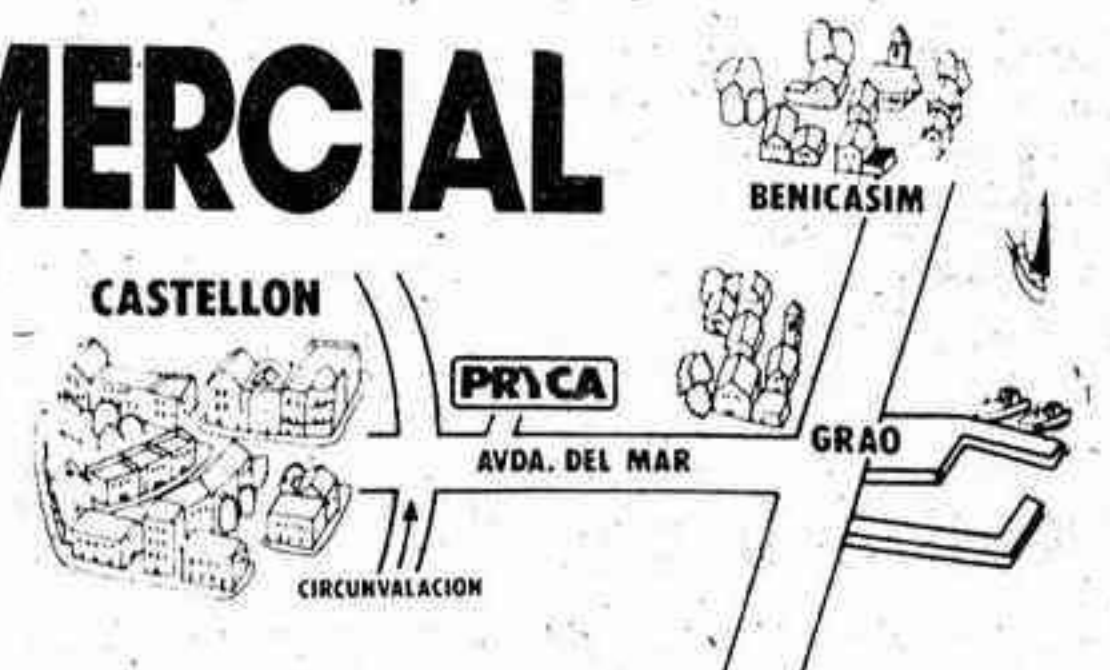 MERCIAL
BENICASIM
CASTELLON
PRYCA
GRAO
AVDA. DEL MAR
CIRCUNVALACION